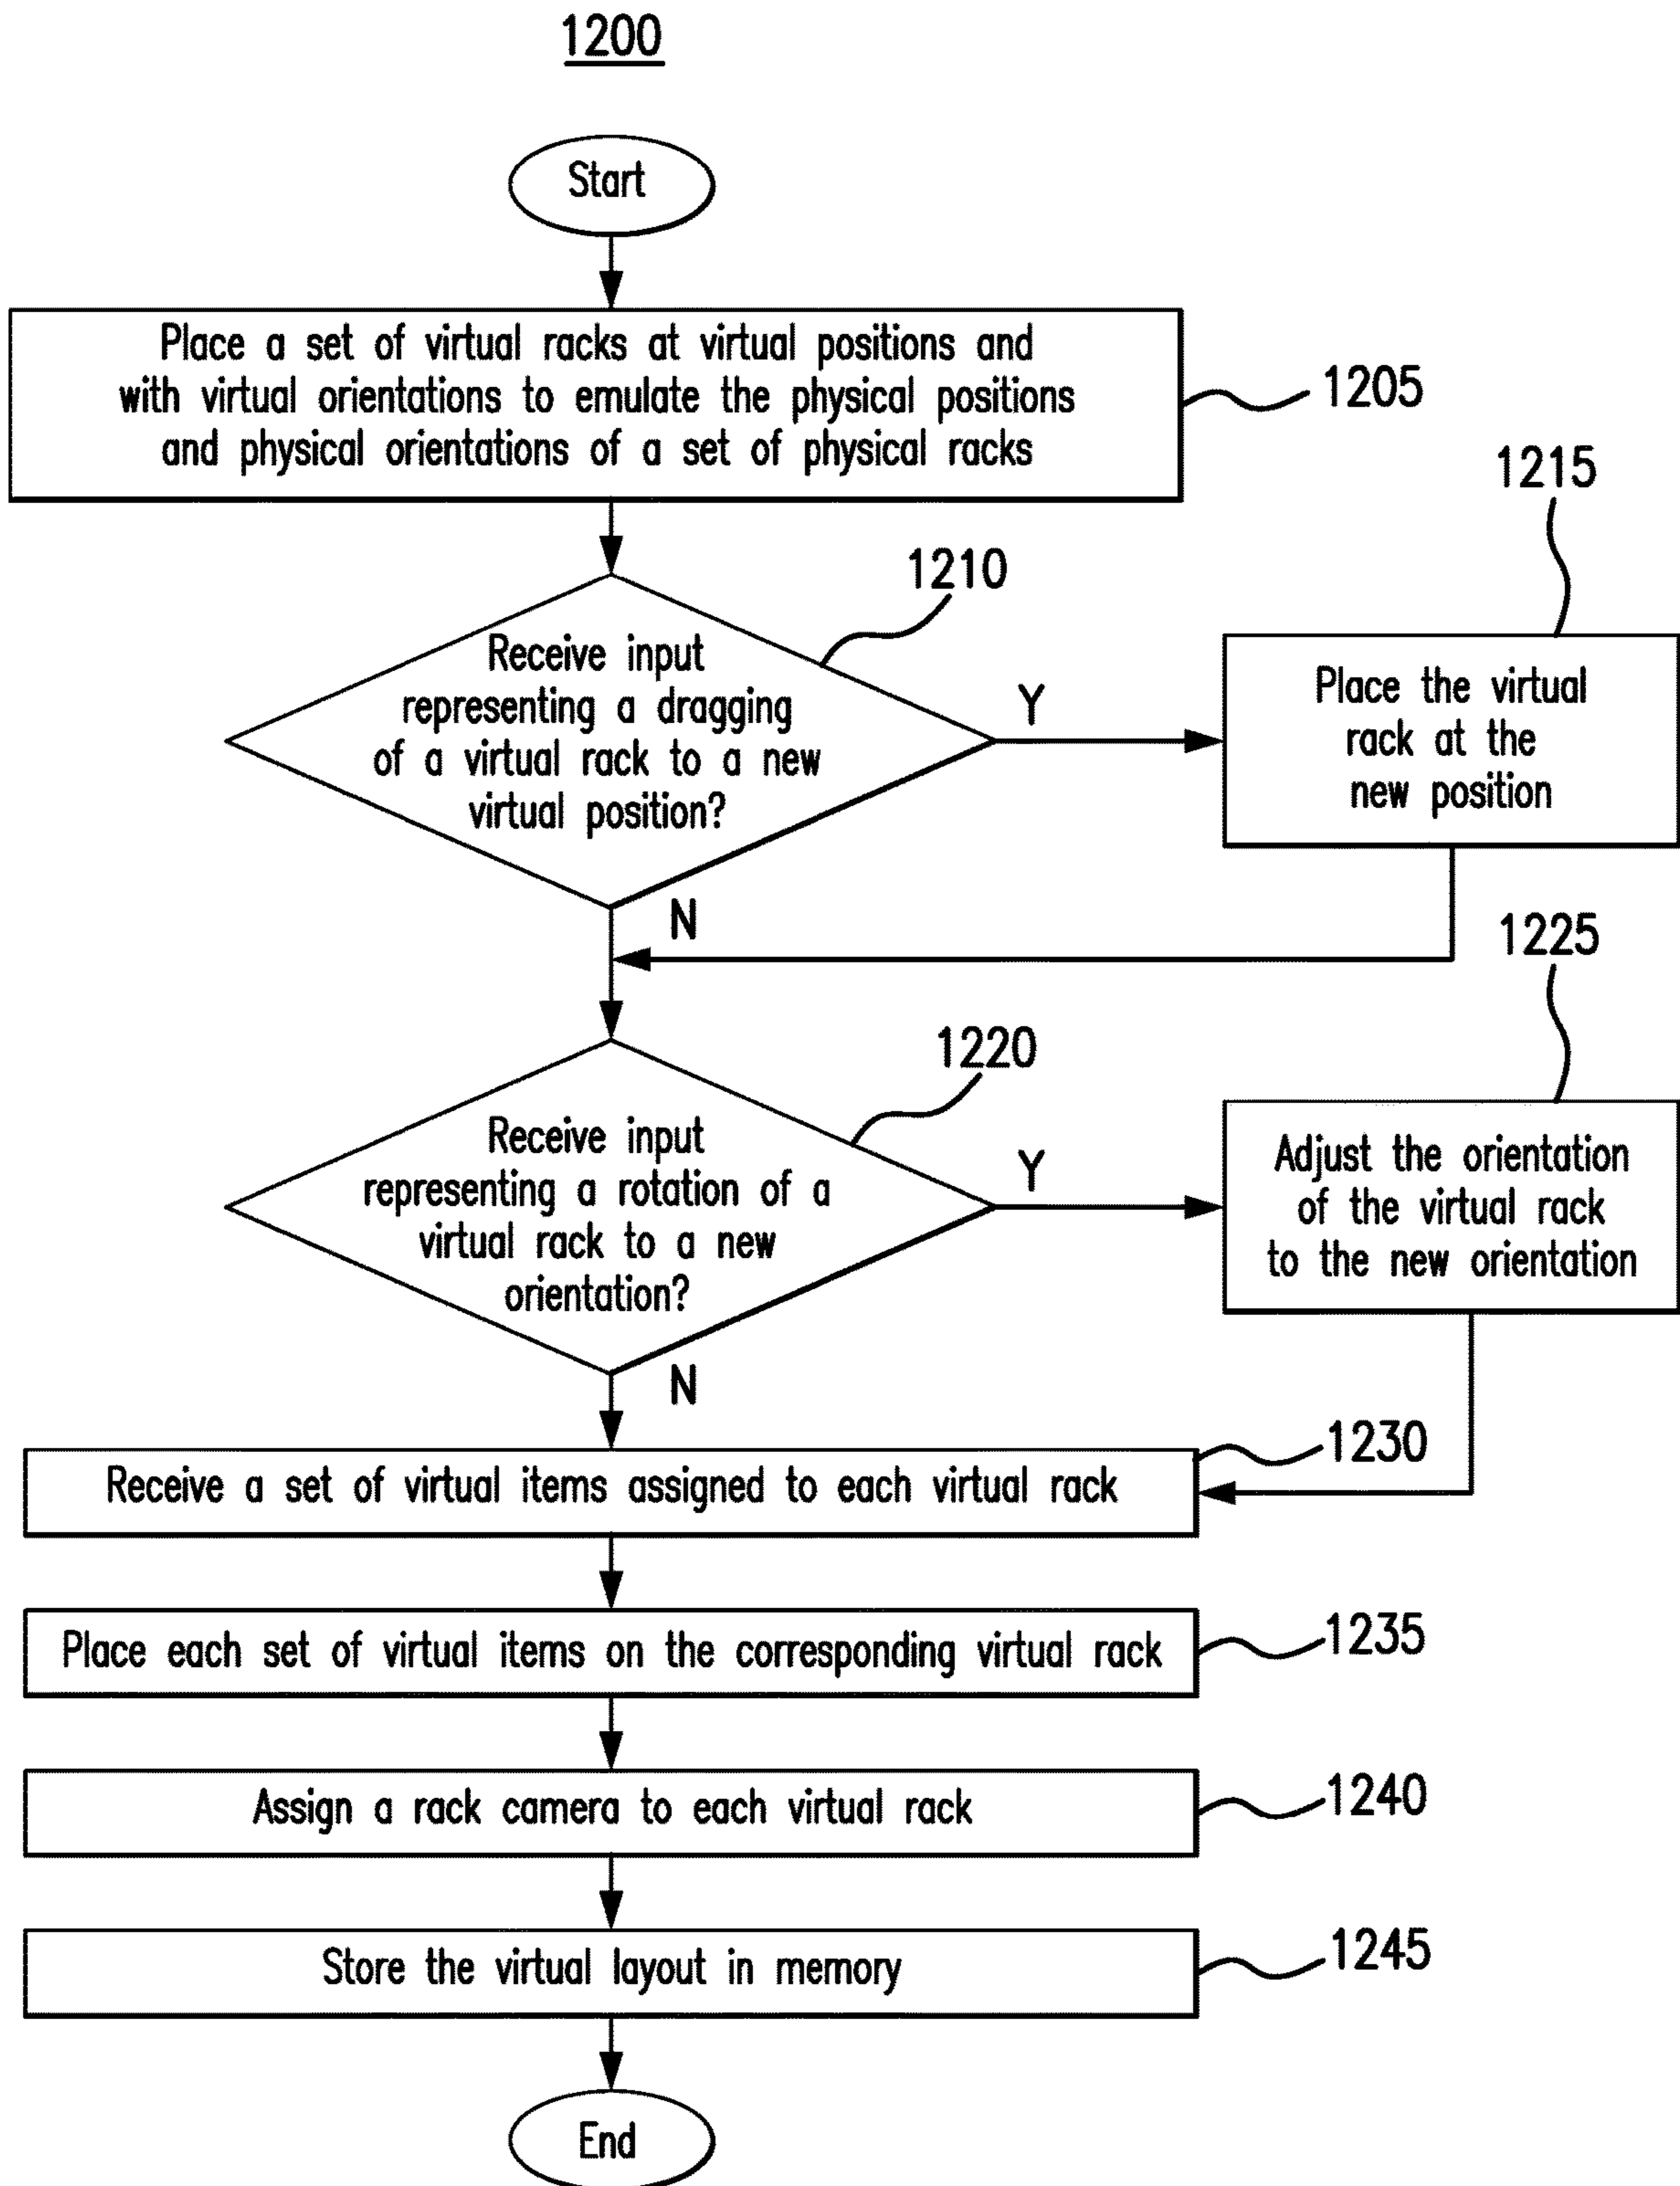 1200
Start
Place a set of virtual racks at virtual positions and
with virtual orientations to emulate the physical positions
and physical orientations of a set of physical racks
1205
1210
Receive input
representing a dragging
of a virtual rack to a new
virtual position?
Y
N
1215
Place the virtual
rack at the
new position
1220
Receive input
representing a rotation of a
virtual rack to a new
orientation?
Y
N
1225
Adjust the orientation
of the virtual rack
to the new orientation
Receive a set of virtual items assigned to each virtual rack
1230
Place each set of virtual items on the corresponding virtual rack
1235
Assign a rack camera to each virtual rack
1240
Store the virtual layout in memory
1245
End